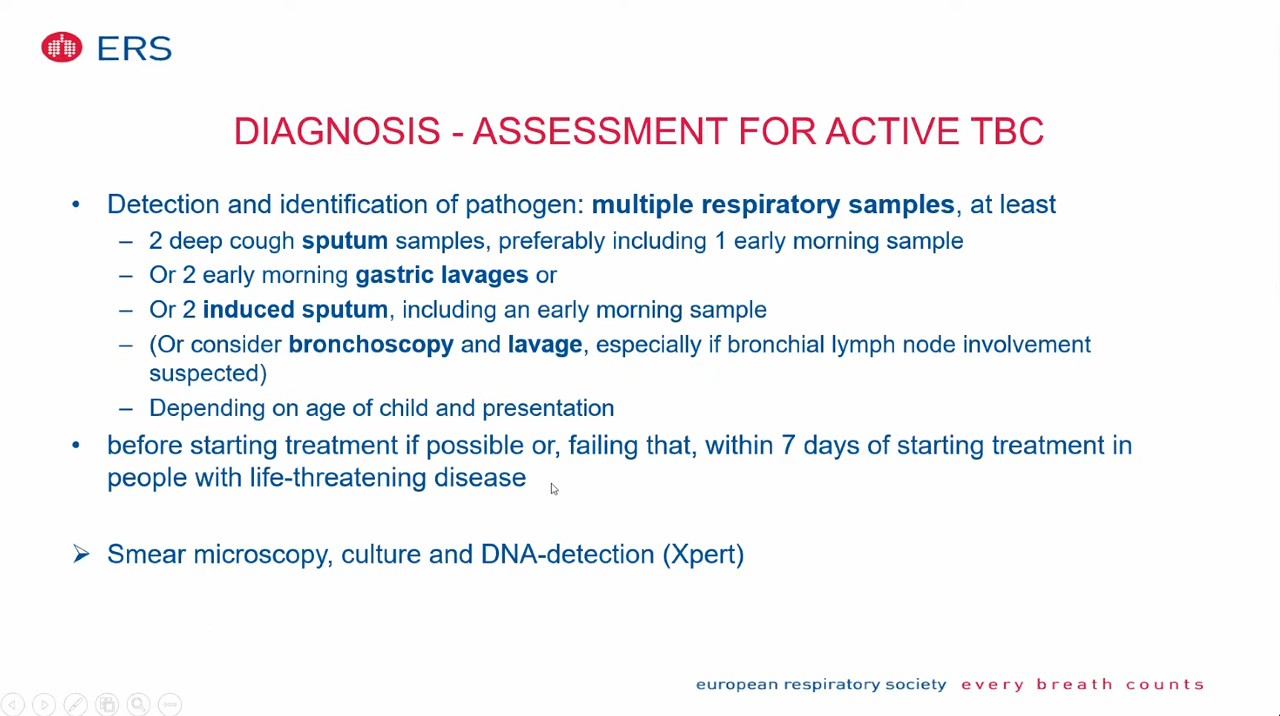 ERS
DIAGNOSIS - ASSESSMENT FOR ACTIVE TBC
• Detection and identification of pathogen: multiple respiratory samples, at least
– 2 deep cough sputum samples, preferably including 1 early morning sample
– Or 2 early morning gastric lavages or
– Or 2 induced sputum, including an early morning sample
– (Or consider bronchoscopy and lavage, especially if bronchial lymph node involvement
suspected)
– Depending on age of child and presentation
• before starting treatment if possible or, failing that, within 7 days of starting treatment in
people with life-threatening disease
➢ Smear microscopy, culture and DNA-detection (Xpert)
european respiratory society every breath counts